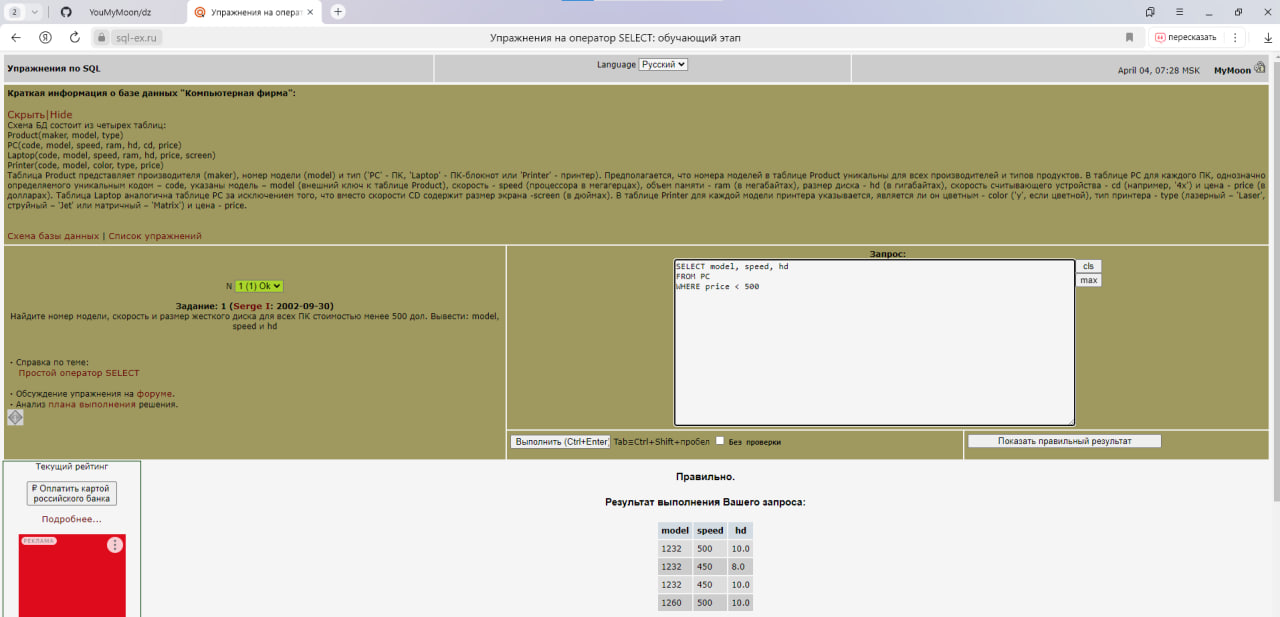 2
YouMyMoon/dz
Упражнения на операт
sql-ex.ru
Упражнения на оператор SELECT: обучающий этап
пересказать
Упражнения по SQL
Language Русский
April 04, 07:28 MSK MyMoon
Краткая информация о базе данных "Компьютерная фирма":
Скрыть|Hide
Схема БД состоит из четырех таблиц:
Product(maker, model, type)
PC(code, model, speed, ram, hd, cd, price)
Laptop(code, model, speed, ram, hd, price, screen)
Printer(code, model, color, type, price)
Таблица Product представляет производителя (maker), номер модели (model) и тип ('PC' - ПК, 'Laptop' - ПК-блокнот или 'Printer' - принтер). Предполагается, что номера моделей в таблице Product уникальны для всех производителей и типов продуктов. В таблице PC для каждого ПК, однозначно
определяемого уникальным кодом – code, указаны модель – model (внешний ключ к таблице Product), скорость - speed (процессора в мегагерцах), объем памяти - ram (в мегабайтах), размер диска - hd (в гигабайтах), скорость считывающего устройства - cd (например, '4x') и цена - price (в
долларах). Таблица Laptop аналогична таблице РС за исключением того, что вместо скорости CD содержит размер экрана -screen (в дюймах). В таблице Printer для каждой модели принтера указывается, является ли он цветным - color ('y', если цветной), тип принтера - type (лазерный – 'Laser',
струйный – 'Jet' или матричный – 'Matrix') и цена - price.
Схема базы данных | Список упражнений
N 1 (1) Ok
Задание: 1 (Serge I: 2002-09-30)
Найдите номер модели, скорость и размер жесткого диска для всех ПК стоимостью менее 500 дол. Вывести: model,
speed и hd
· Справка по теме:
Простой оператор SELECT
· Обсуждение упражнения на форуме.
· Анализ плана выполнения решения.
Запрос:
SELECT model, speed, hd
FROM PC
WHERE price < 500
cls
max
Выполнить (Ctrl+Enter) Tab≡Ctrl+Shift+пробел Без проверки
Показать правильный результат
Текущий рейтинг
₽ Оплатить картой
российского банка
Подробнее...
РЕКЛАМА
Правильно.
Результат выполнения Вашего запроса:
model speed hd
1232 500 10.0
1232 450 8.0
1232 450 10.0
1260 500 10.0